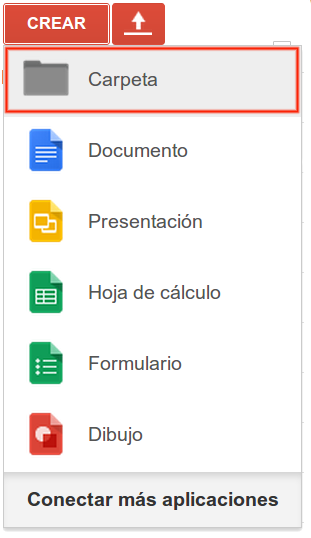 CREAR
Carpeta
Documento
Presentación
Hoja de cálculo
Formulario
Dibujo
Conectar más aplicaciones